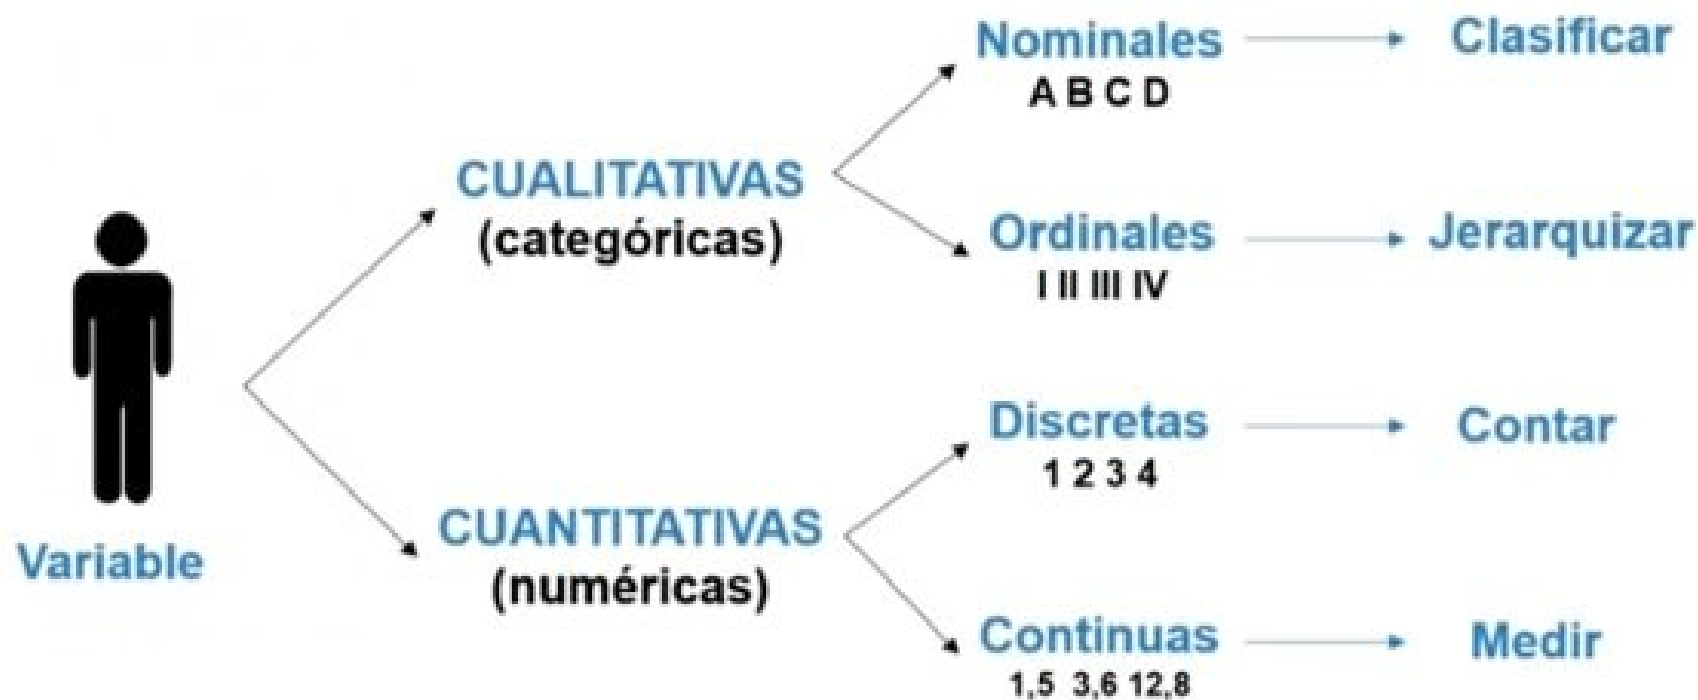 Variable
CUALITATIVAS
(categóricas)
Nominales
A B C D
Clasificar
Ordinales
I II III IV
Jerarquizar
CUANTITATIVAS
(numéricas)
Discretas
1 2 3 4
Contar
Continuas
1,5 3,6 12,8
Medir